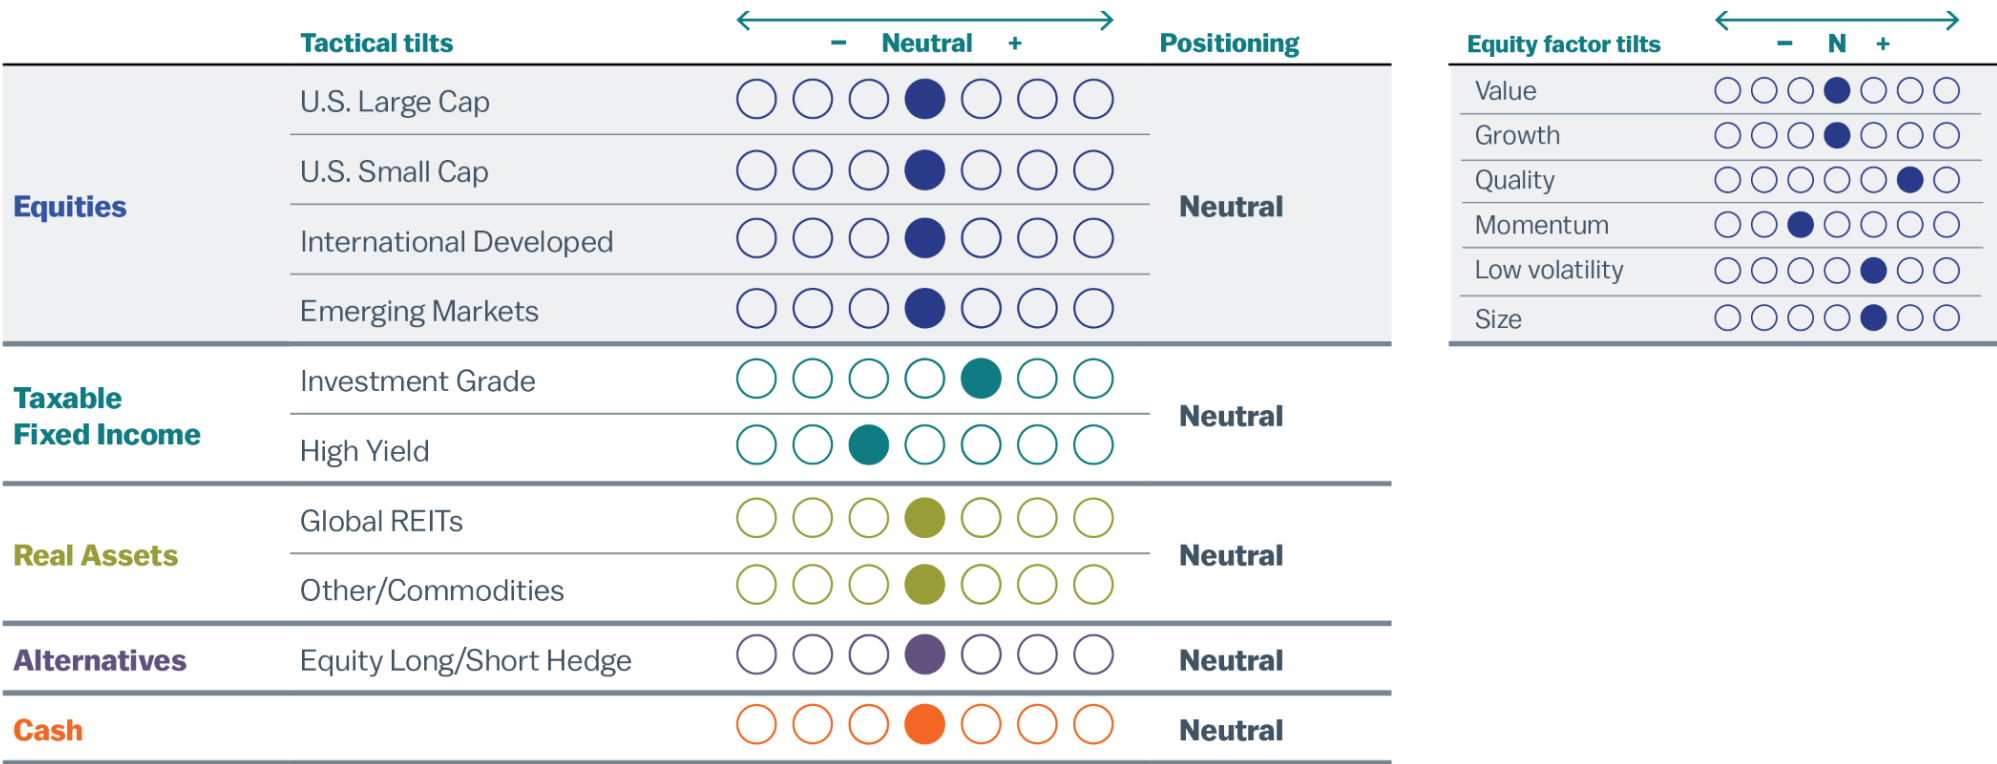 Tactical tilts − Neutral + Positioning
Equities
U.S. Large Cap
U.S. Small Cap
International Developed
Emerging Markets
Neutral
Taxable
Fixed Income
Investment Grade
High Yield
Neutral
Real Assets
Global REITs
Other/Commodities
Neutral
Alternatives
Equity Long/Short Hedge
Neutral
Cash
Neutral
Equity factor tilts − N +
Value
Growth
Quality
Momentum
Low volatility
Size